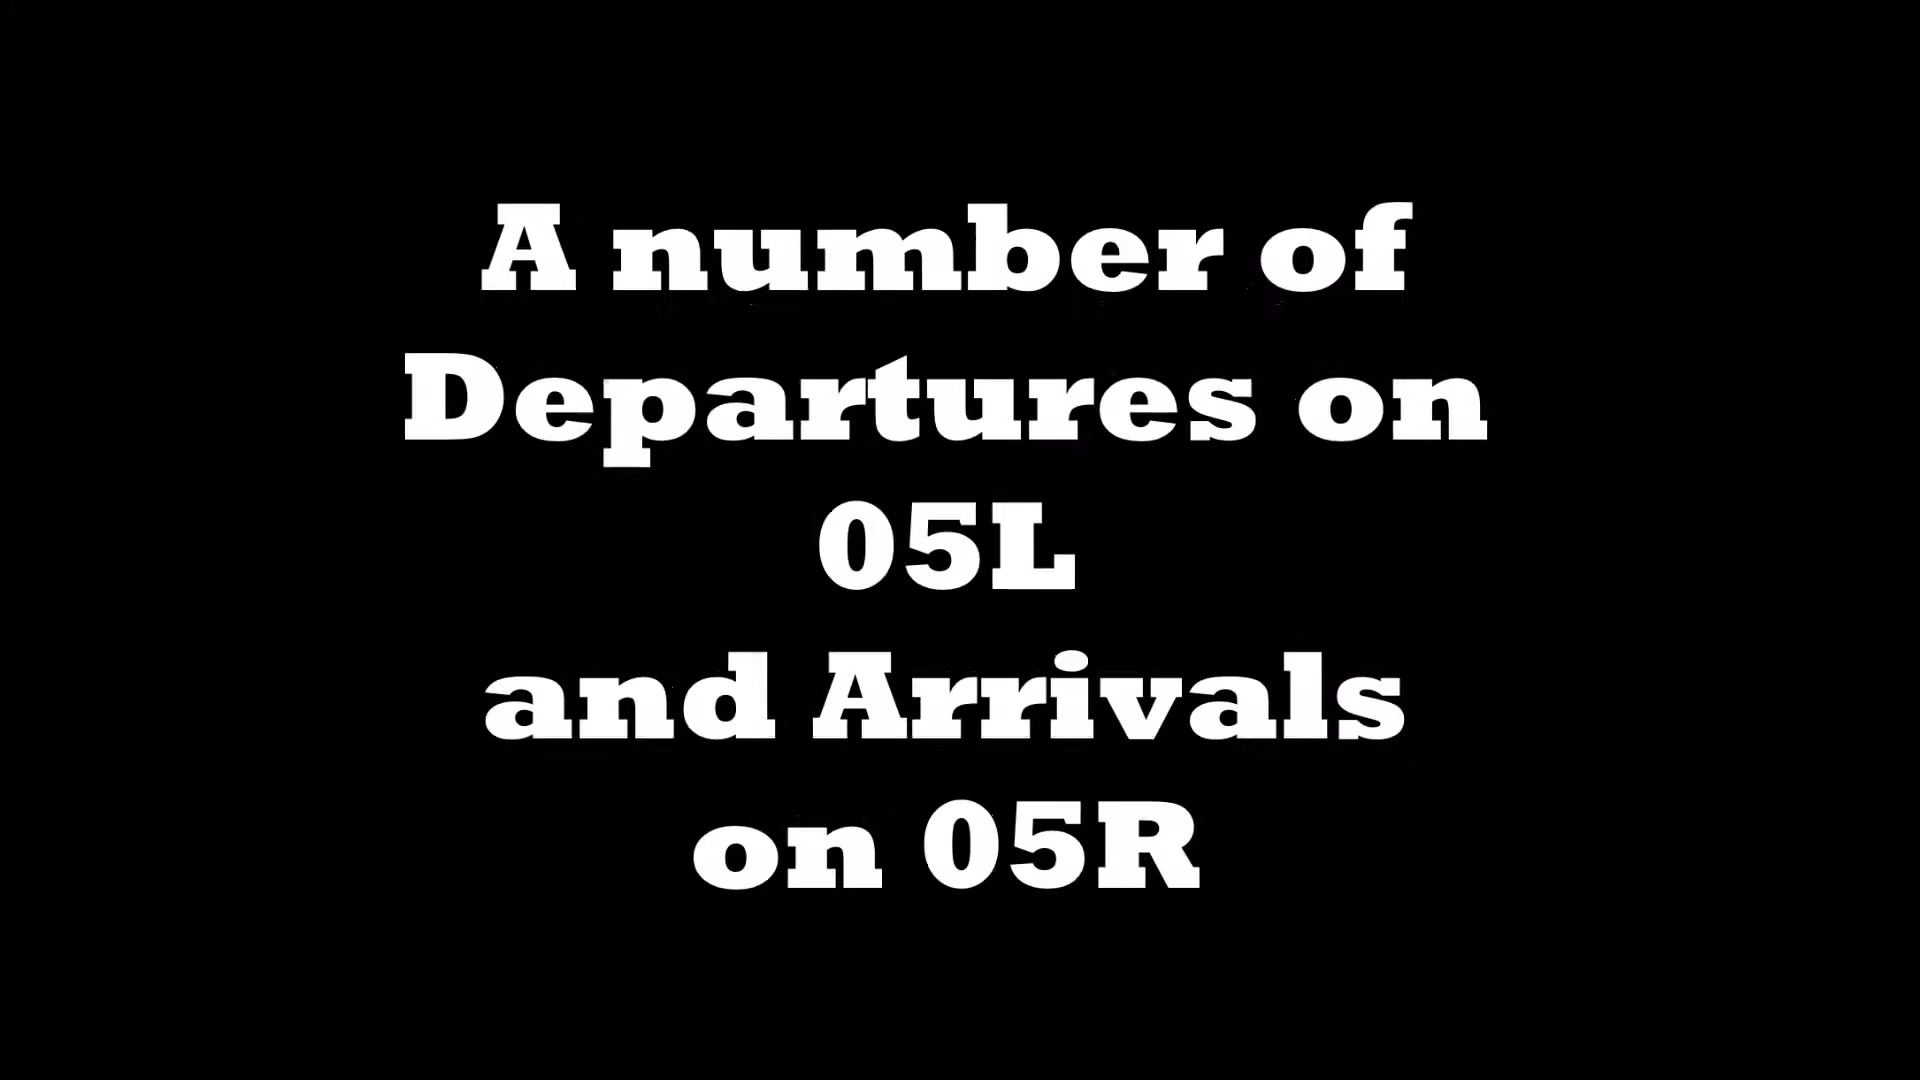 A number of
Departures on
05L
and Arrivals
on 05R